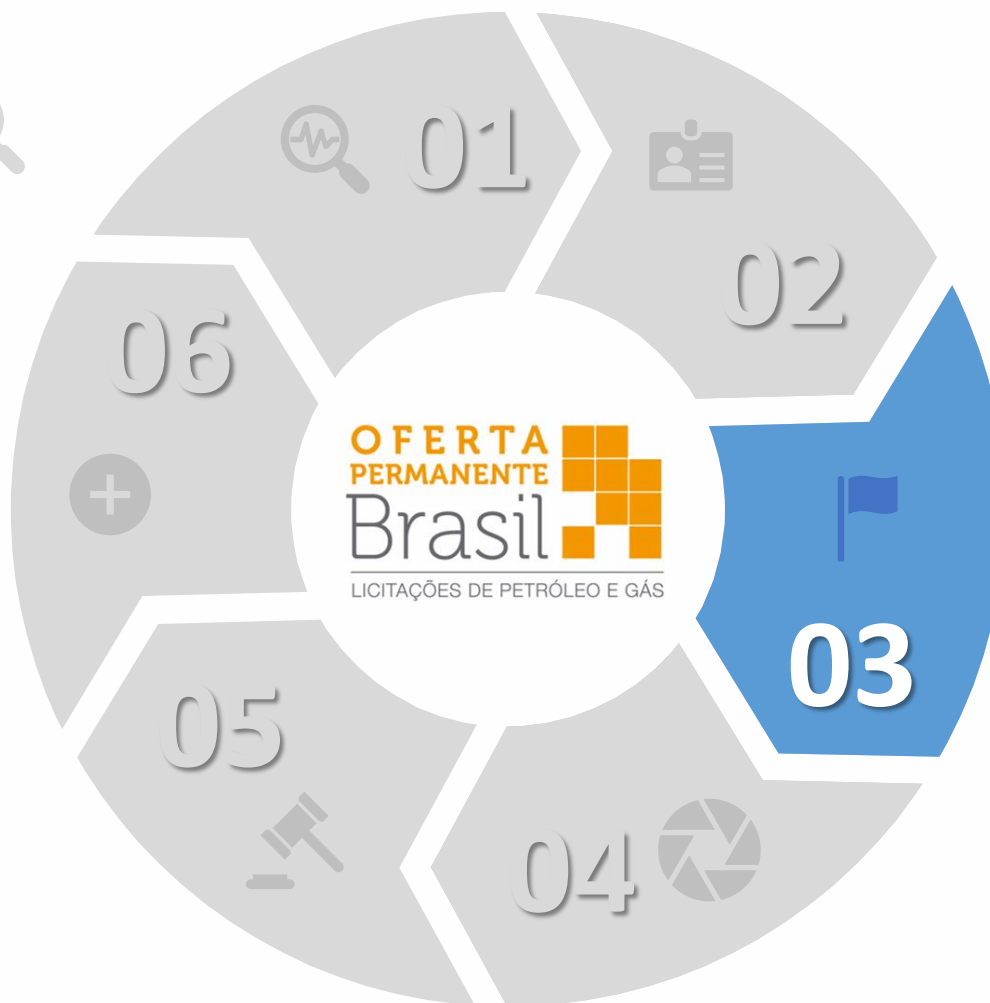 01
02
03
04
05
06
OFERTA
PERMANENTE
Brasil
LICITAÇÕES DE PETRÓLEO E GÁS